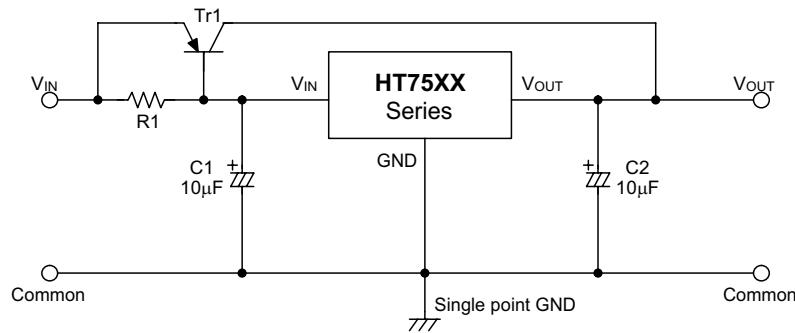 Tr1
VIN
R1
VIN
HT75XX
Series
VOUT
VOUT
GND
C1
10µF
+
C2
10µF
+
Common
Single point GND
Common